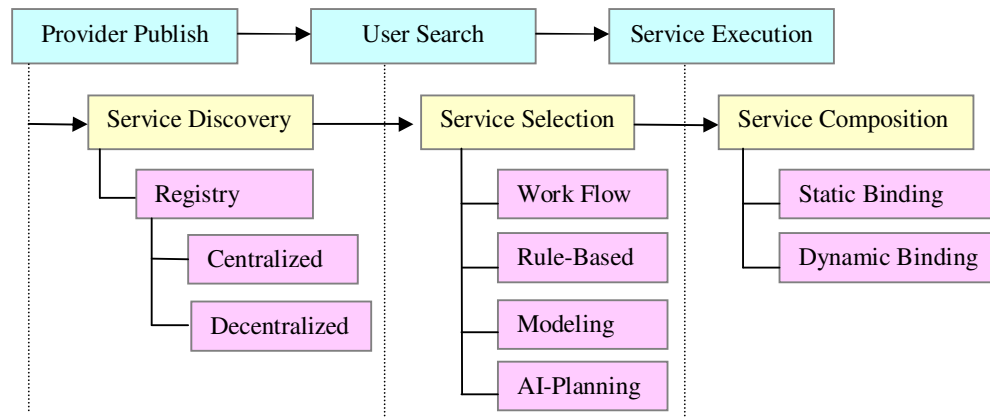 Provider Publish
User Search
Service Execution
Service Discovery
Service Selection
Service Composition
Registry
Centralized
Decentralized
Work Flow
Rule-Based
Modeling
AI-Planning
Static Binding
Dynamic Binding